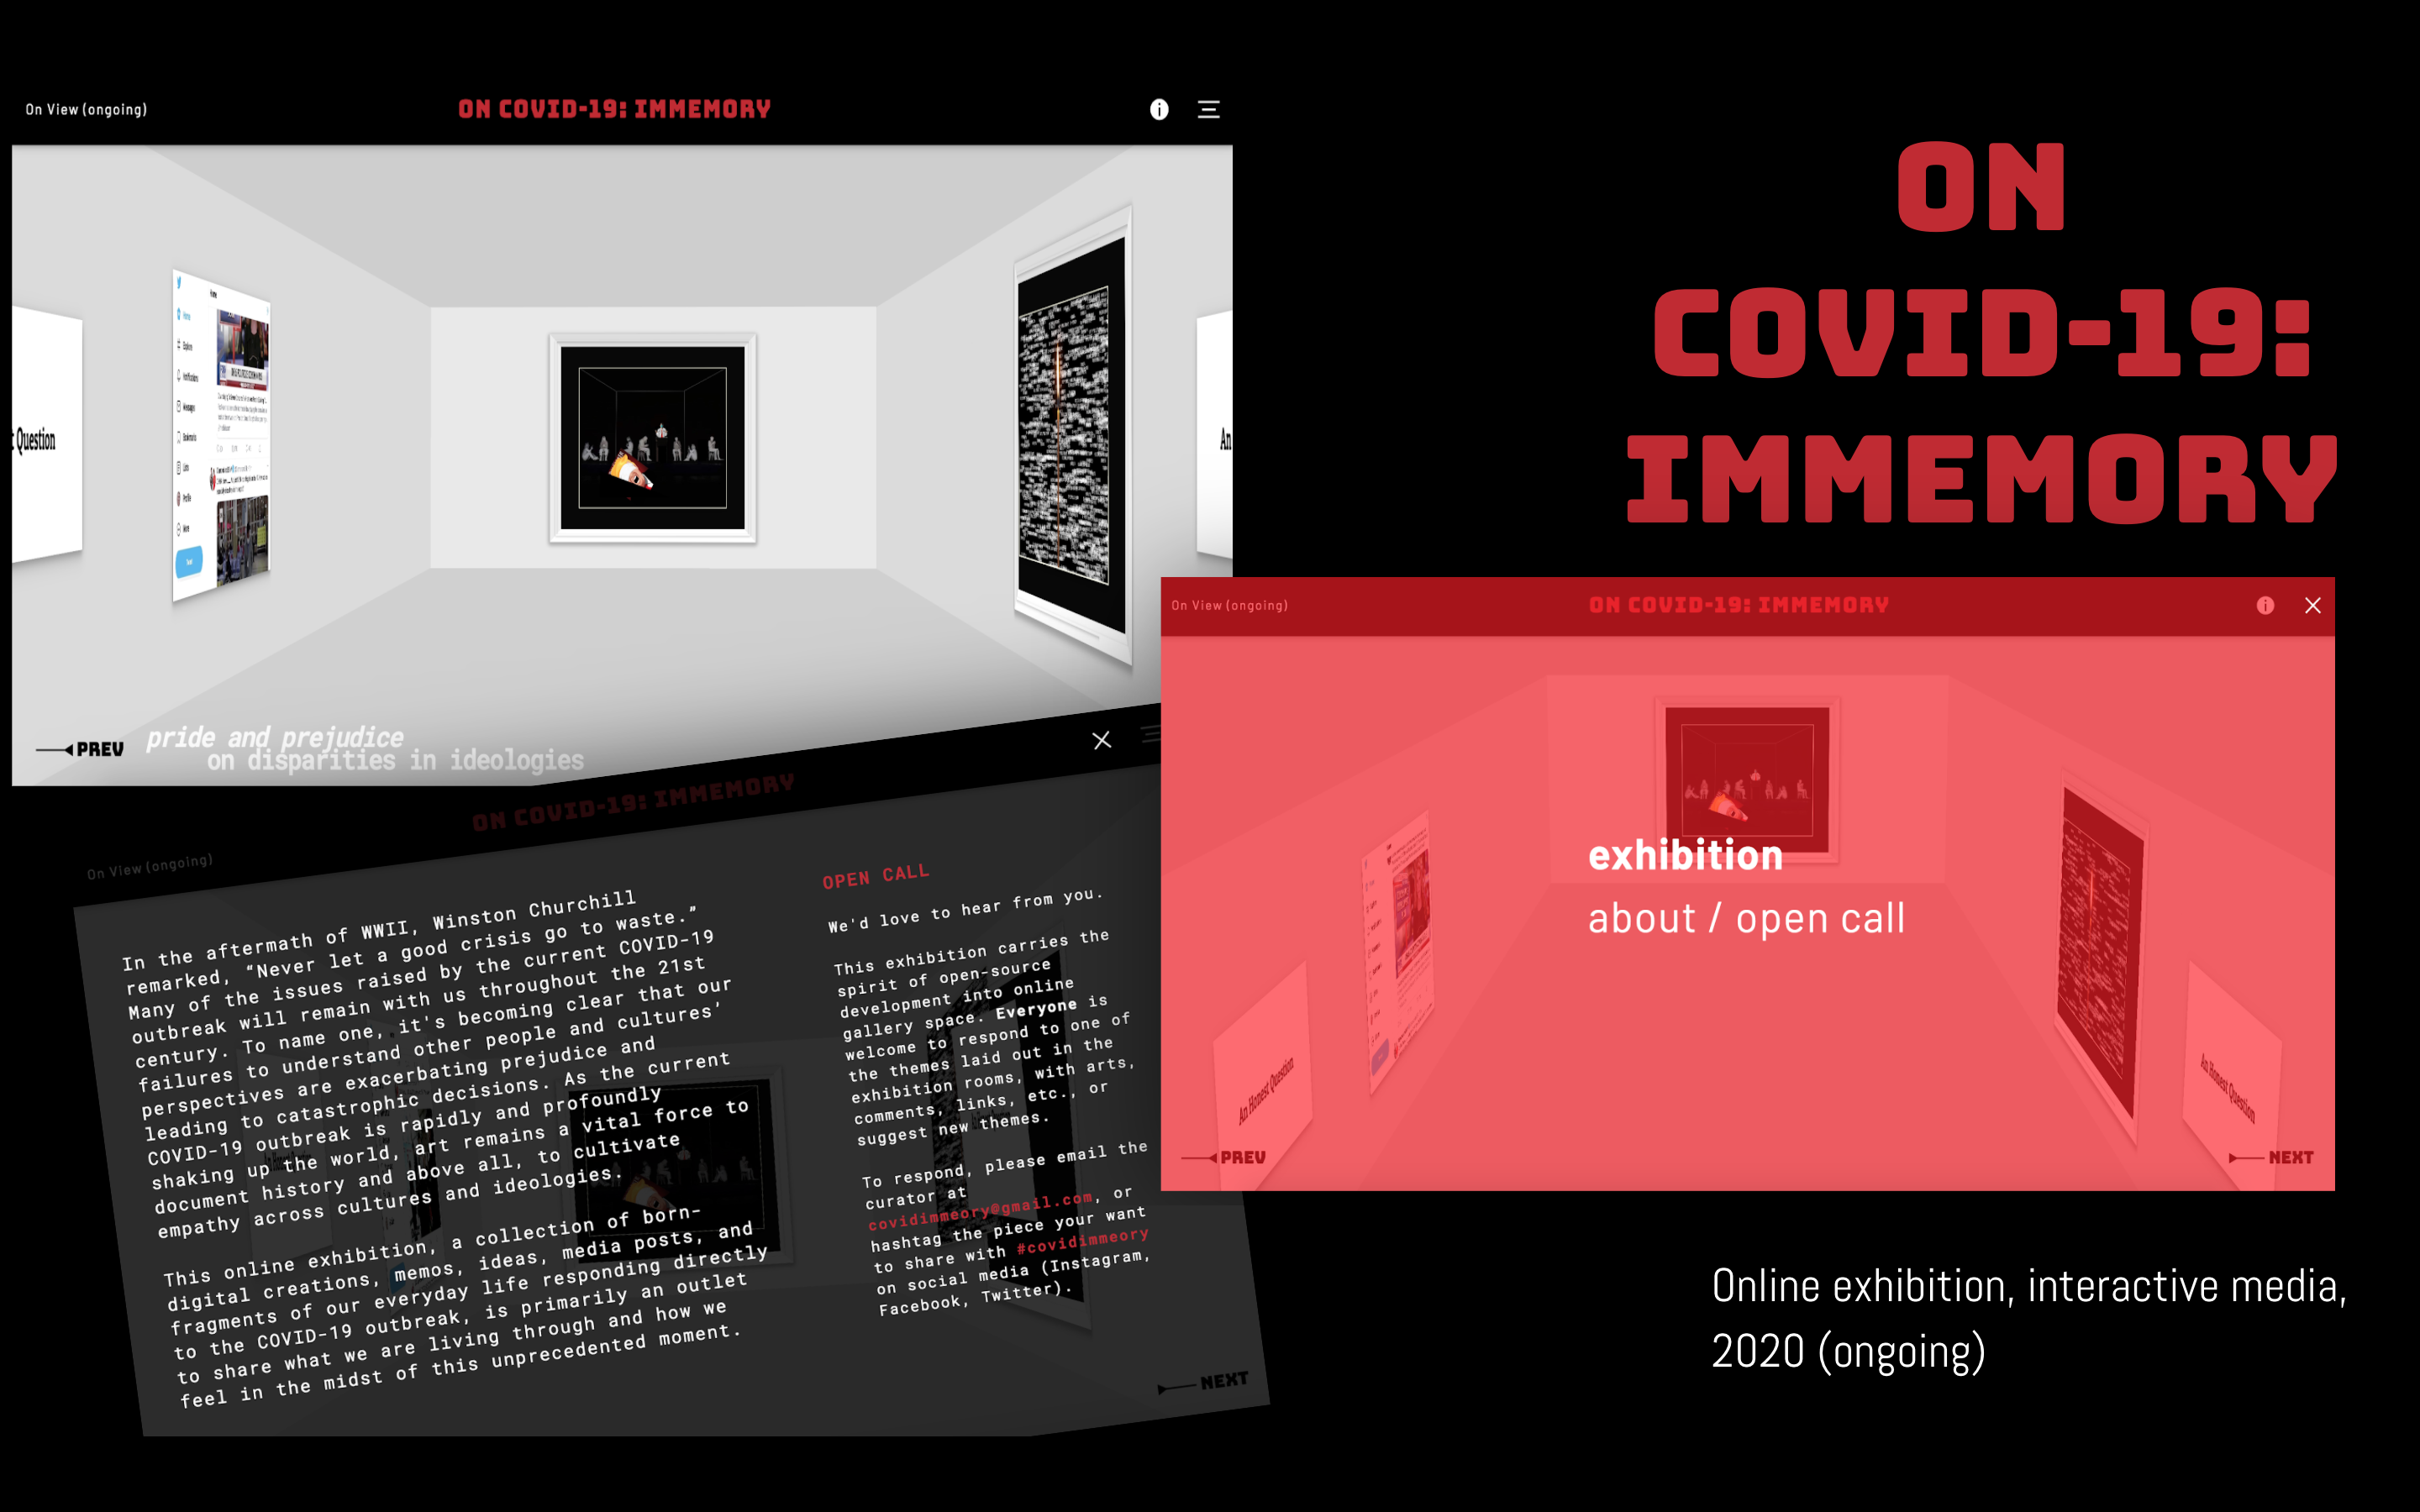 On View (ongoing)
ON COVID-19: IMMEMORY
Question
Home
Home
Explore
Notifications
Messages
Bookmarks
Lists
Profile
More
Tweet
An
PREV
pride and prejudice
on disparities in ideologies
ON
COVID-19:
IMMEMORY
On View (ongoing)
ON COVID-19: IMMEMORY
exhibition
about / open call
An Honest Question
An Honest Question
PREV
NEXT
On View (ongoing)
ON COVID-19: IMMEMORY
In the aftermath of WWII, Winston Churchill
remarked, “Never let a good crisis go to waste.”
Many of the issues raised by the current COVID-19
outbreak will remain with us throughout the 21st
century. To name one, it's becoming clear that our
failures to understand other people and cultures’
perspectives are exacerbating prejudice and
leading to catastrophic decisions. As the current
COVID-19 outbreak is rapidly and profoundly
shaking up the world, art remains a vital force to
document history and above all, to cultivate
empathy across cultures and ideologies.
This online exhibition, a collection of born-
digital creations, memos, ideas, media posts, and
fragments of our everyday life responding directly
to the COVID-19 outbreak, is primarily an outlet
to share what we are living through and how we
feel in the midst of this unprecedented moment.
OPEN CALL
We'd love to hear from you.
This exhibition carries the
spirit of open-source
development into online
gallery space. Everyone is
welcome to respond to one of
the themes laid out in the
exhibition rooms, with arts,
comments, links, etc., or
suggest new themes.
To respond, please email the
curator at
covidimmeory@gmail.com, or
hashtag the piece your want
to share with #covidimmeory
on social media (Instagram,
Facebook, Twitter).
NEXT
Online exhibition, interactive media,
2020 (ongoing)